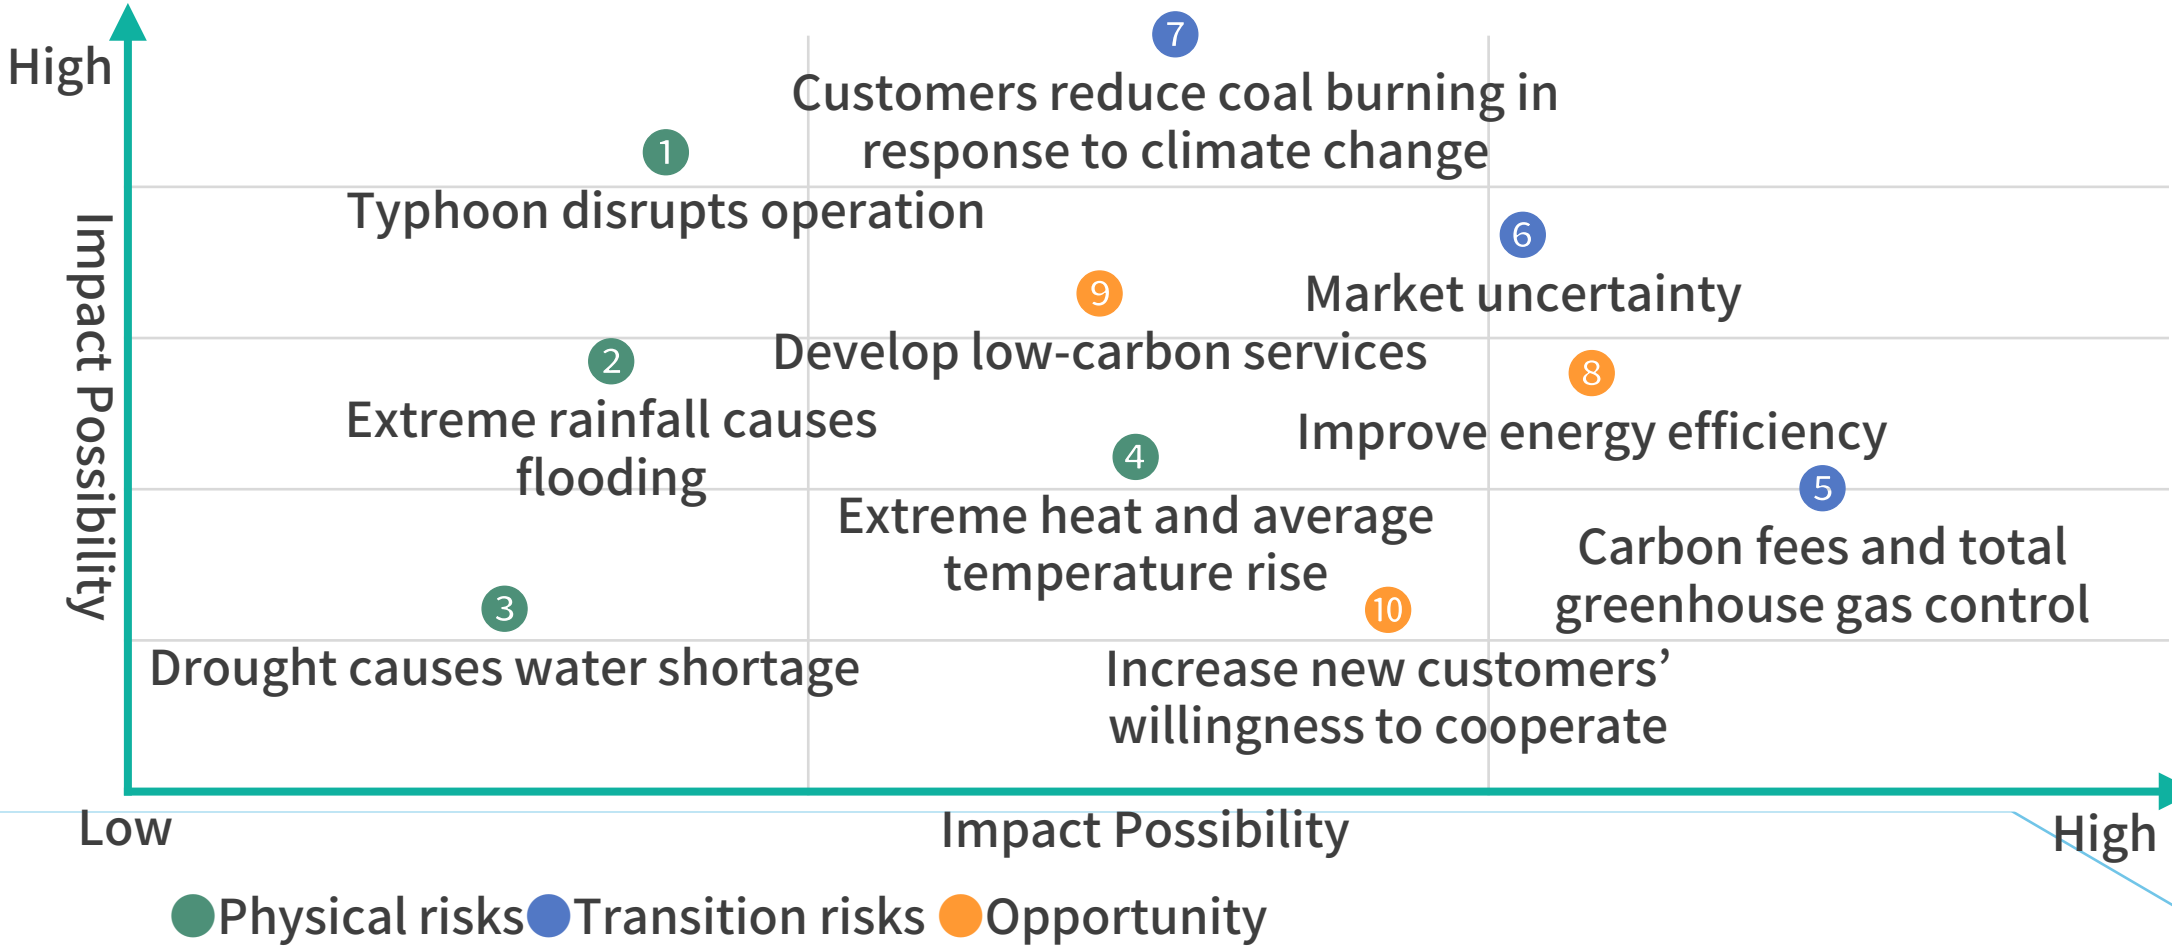 High
7
Customers reduce coal burning in
response to climate change
1
Typhoon disrupts operation
6
Market uncertainty
9
Develop low-carbon services
2
Extreme rainfall causes
flooding
8
Improve energy efficiency
4
Extreme heat and average
temperature rise
5
Carbon fees and total
greenhouse gas control
3
Drought causes water shortage
10
Increase new customers’
willingness to cooperate
Impact Possibility
Low
Impact Possibility
High
Physical risks
Transition risks
Opportunity